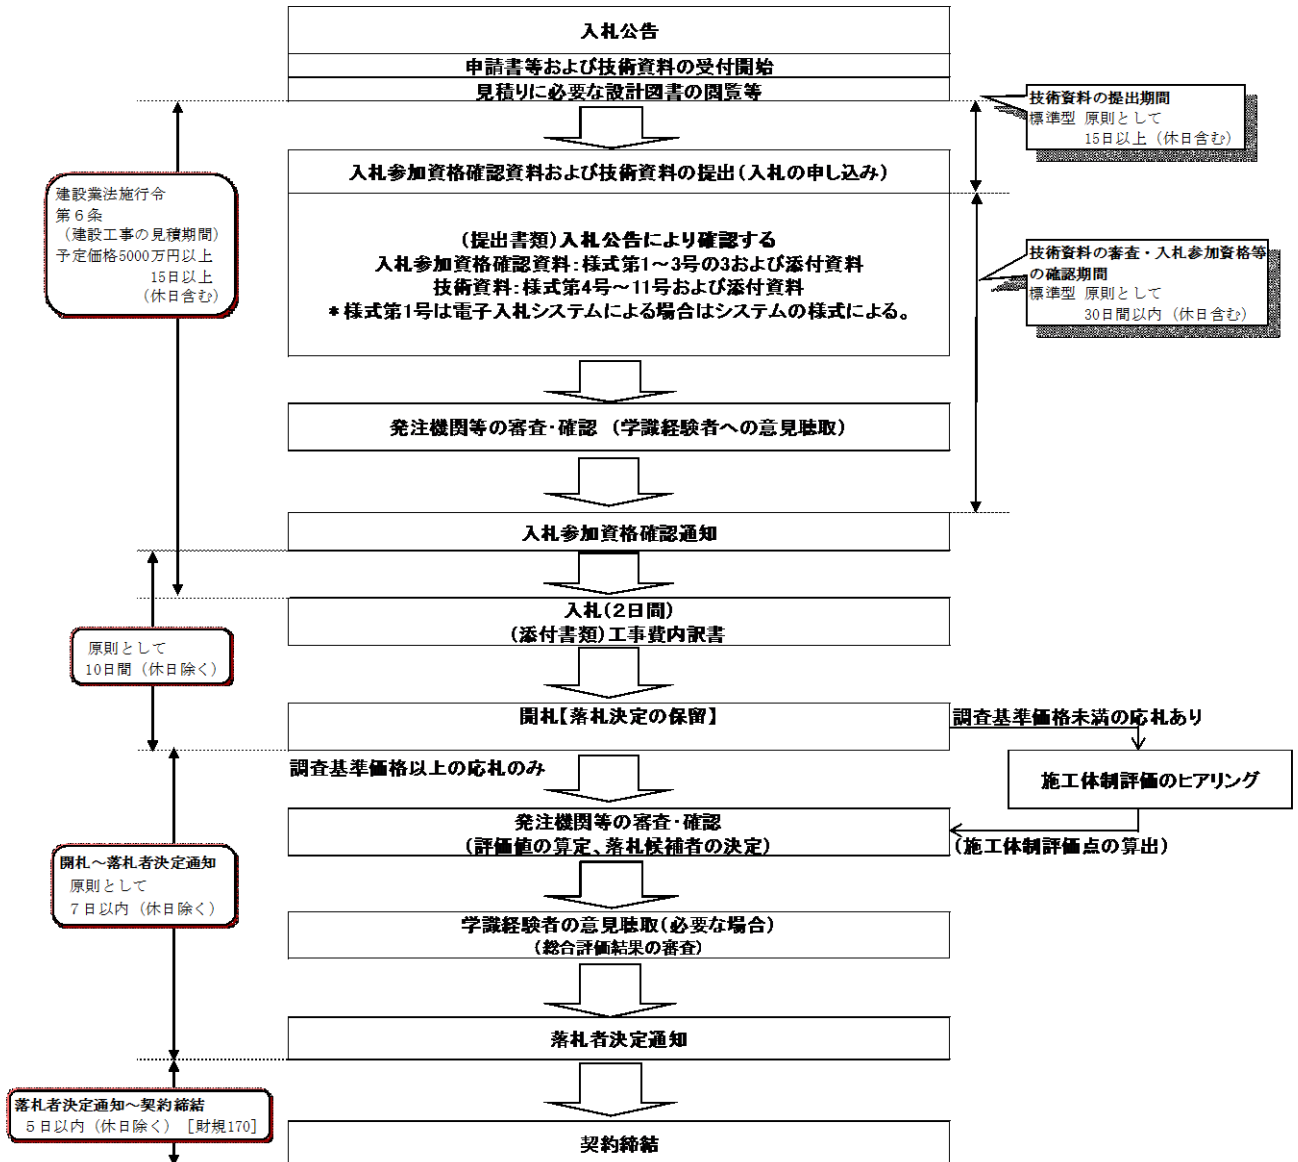 入札公告
申請書等および技術資料の受付開始
見積りに必要な設計図書の閲覧等
技術資料の提出期間
標準型 原則として
15日以上（休日含む）
入札参加資格確認資料および技術資料の提出（入札の申し込み）
建設業法施行令
第６条
（建設工事の見積期間）
予定価格5000万円以上
15日以上
（休日含む）
（提出書類）入札公告により確認する
入札参加資格確認資料：様式第1～3号の3および添付資料
技術資料：様式第4号～11号および添付資料
＊様式第1号は電子入札システムによる場合はシステムの様式による。
技術資料の審査・入札参加資格等
の確認期間
標準型 原則として
30日間以内（休日含む）
発注機関等の審査・確認 （学識経験者への意見聴取）
入札参加資格確認通知
入札（2日間）
（添付書類）工事費内訳書
原則として
10日間（休日除く）
開札【落札決定の保留】
調査基準価格未満の応札あり
調査基準価格以上の応札のみ
施工体制評価のヒアリング
発注機関等の審査・確認
（評価値の算定、落札候補者の決定）
（施工体制評価点の算出）
開札～落札者決定通知
原則として
７日以内（休日除く）
学識経験者の意見聴取（必要な場合）
（総合評価結果の審査）
落札者決定通知
落札者決定通知～契約締結
５日以内（休日除く）［財規170］
契約締結